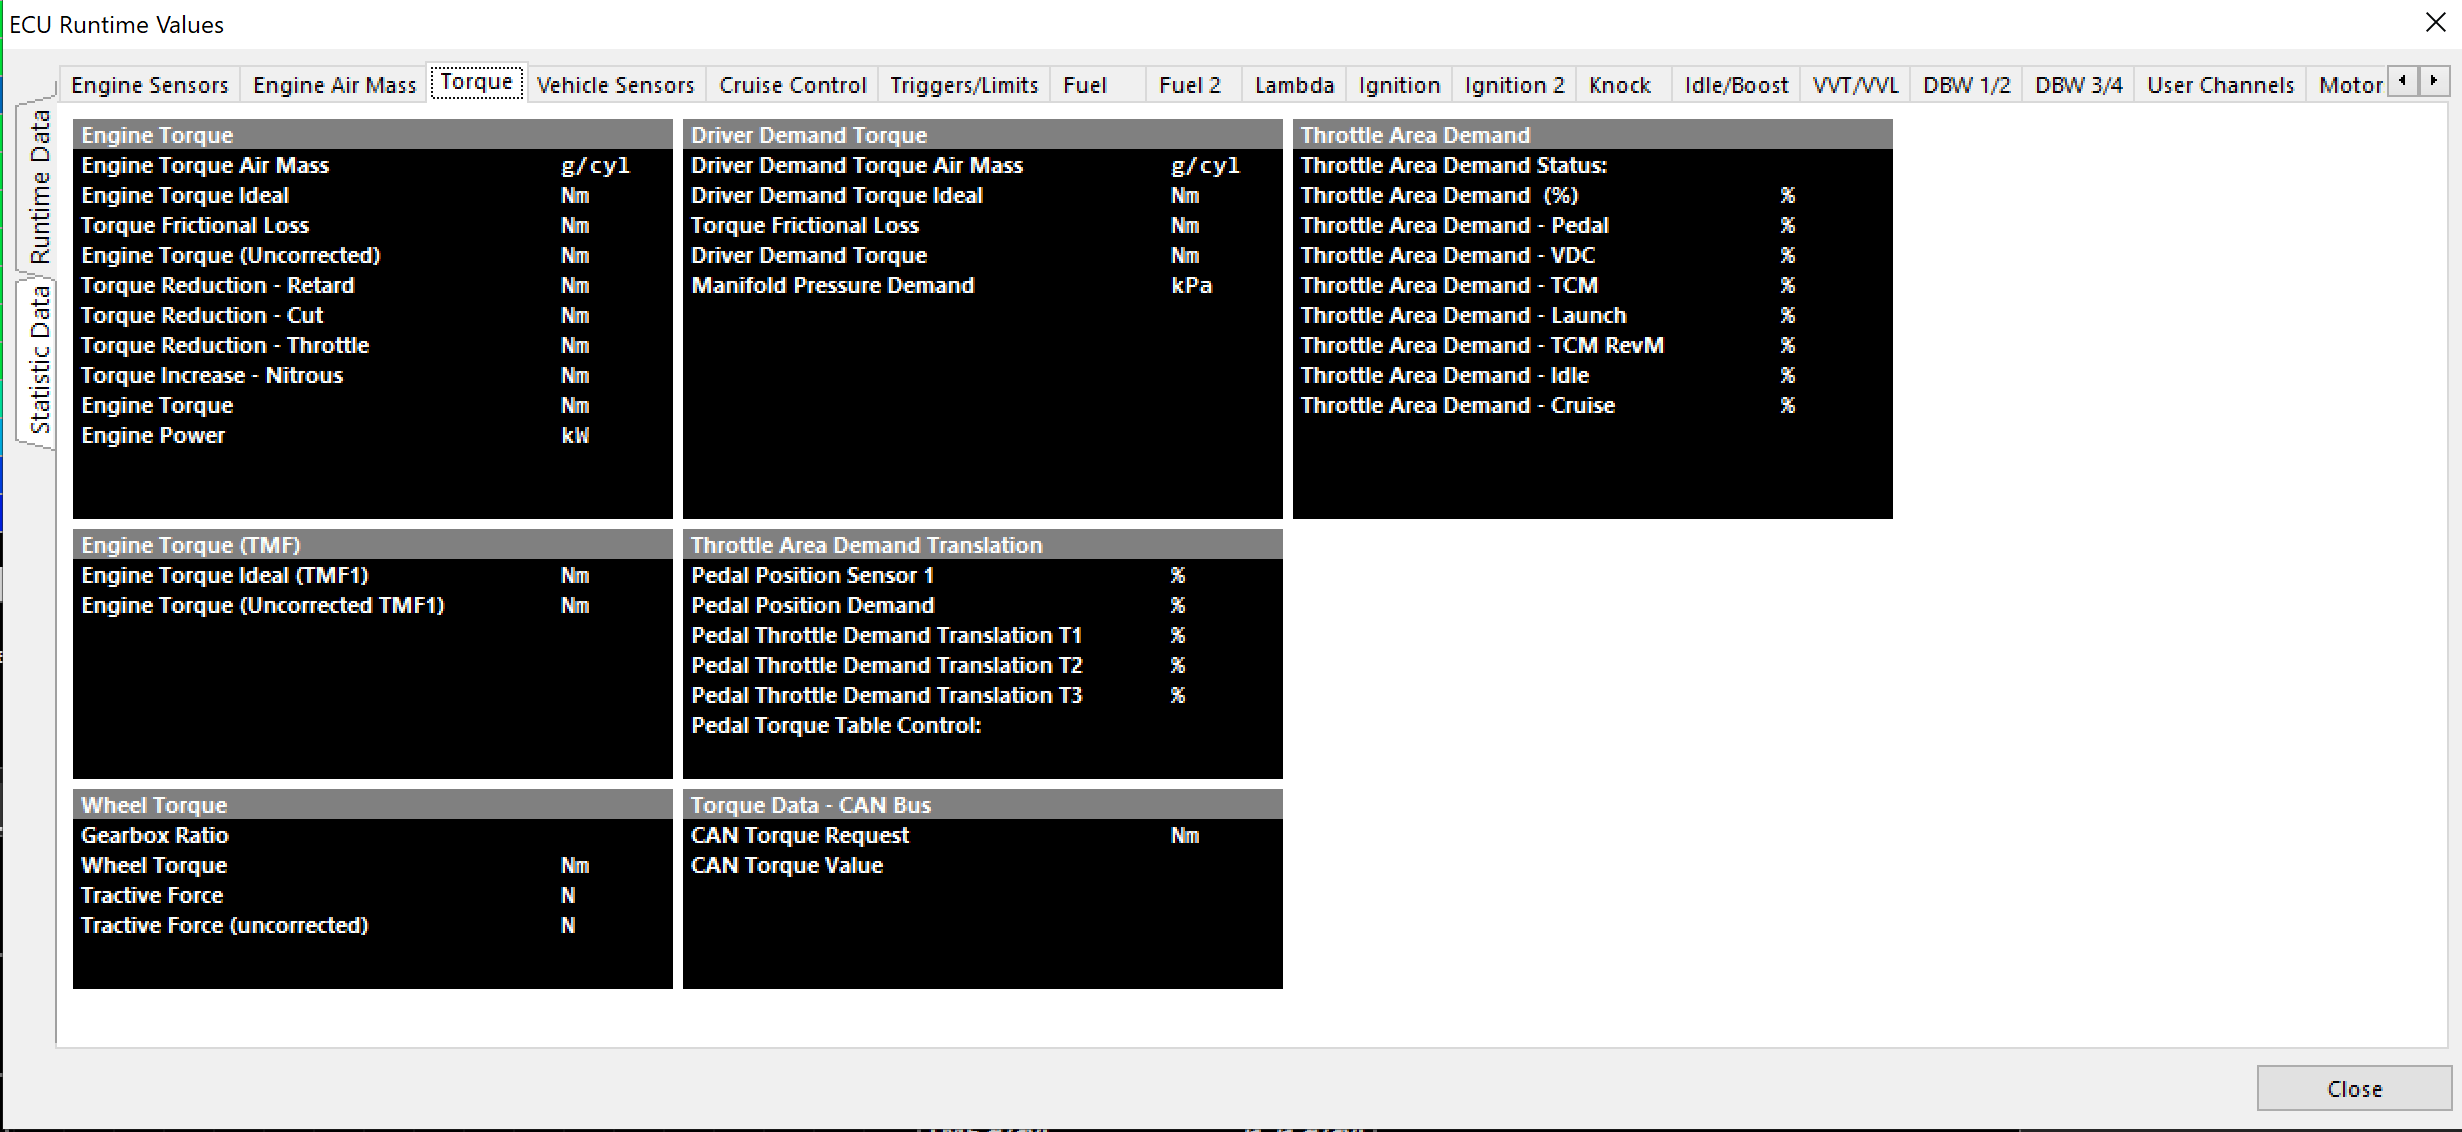 ECU Runtime Values
Engine Sensors Engine Air Mass Torque Vehicle Sensors Cruise Control Triggers/Limits Fuel Fuel 2 Lambda Ignition Ignition 2 Knock Idle/Boost VVT/VVL DBW 1/2 DBW 3/4 User Channels Motor
Runtime Data
Statistic Data
Engine Torque
Engine Torque Air Mass g/cyl
Engine Torque Ideal Nm
Torque Frictional Loss Nm
Engine Torque (Uncorrected) Nm
Torque Reduction - Retard Nm
Torque Reduction - Cut Nm
Torque Reduction - Throttle Nm
Torque Increase - Nitrous Nm
Engine Torque Nm
Engine Power kW
Driver Demand Torque
Driver Demand Torque Air Mass g/cyl
Driver Demand Torque Ideal Nm
Torque Frictional Loss Nm
Driver Demand Torque Nm
Manifold Pressure Demand kPa
Throttle Area Demand
Throttle Area Demand Status:
Throttle Area Demand (%) %
Throttle Area Demand - Pedal %
Throttle Area Demand - VDC %
Throttle Area Demand - TCM %
Throttle Area Demand - Launch %
Throttle Area Demand - TCM RevM %
Throttle Area Demand - Idle %
Throttle Area Demand - Cruise %
Engine Torque (TMF)
Engine Torque Ideal (TMF1) Nm
Engine Torque (Uncorrected TMF1) Nm
Throttle Area Demand Translation
Pedal Position Sensor 1 %
Pedal Position Demand %
Pedal Throttle Demand Translation T1 %
Pedal Throttle Demand Translation T2 %
Pedal Throttle Demand Translation T3 %
Pedal Torque Table Control:
Wheel Torque
Gearbox Ratio
Wheel Torque Nm
Tractive Force N
Tractive Force (uncorrected) N
Torque Data - CAN Bus
CAN Torque Request Nm
CAN Torque Value
Close